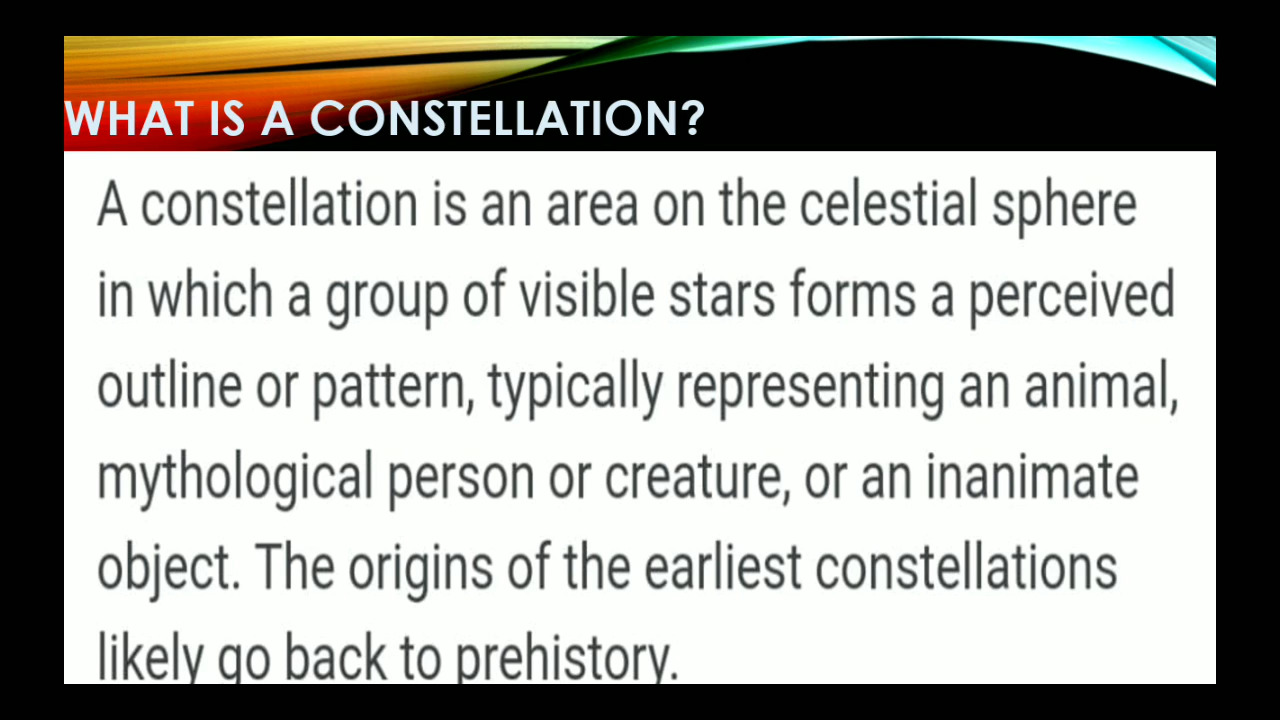 WHAT IS A CONSTELLATION?
A constellation is an area on the celestial sphere
in which a group of visible stars forms a perceived
outline or pattern, typically representing an animal,
mythological person or creature, or an inanimate
object. The origins of the earliest constellations
likely go back to prehistory.